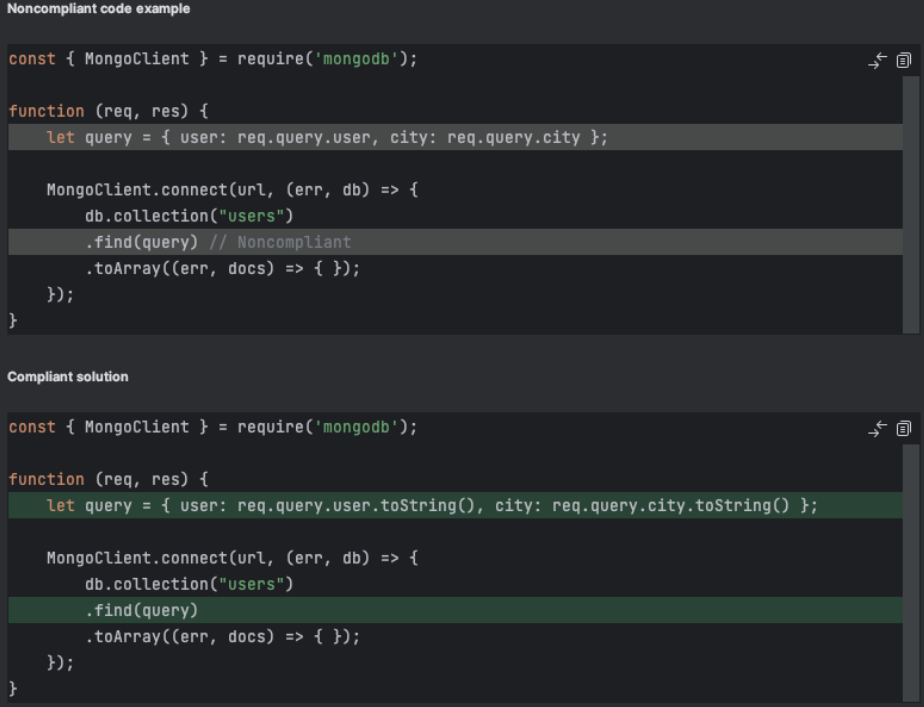 Noncompliant code example
const { MongoClient } = require('mongodb');
function (req, res) {
    let query = { user: req.query.user, city: req.query.city };
    MongoClient.connect(url, (err, db) => {
        db.collection("users")
        .find(query) // Noncompliant
        .toArray((err, docs) => { });
    });
}
Compliant solution
const { MongoClient } = require('mongodb');
function (req, res) {
    let query = { user: req.query.user.toString(), city: req.query.city.toString() };
    MongoClient.connect(url, (err, db) => {
        db.collection("users")
        .find(query)
        .toArray((err, docs) => { });
    });
}